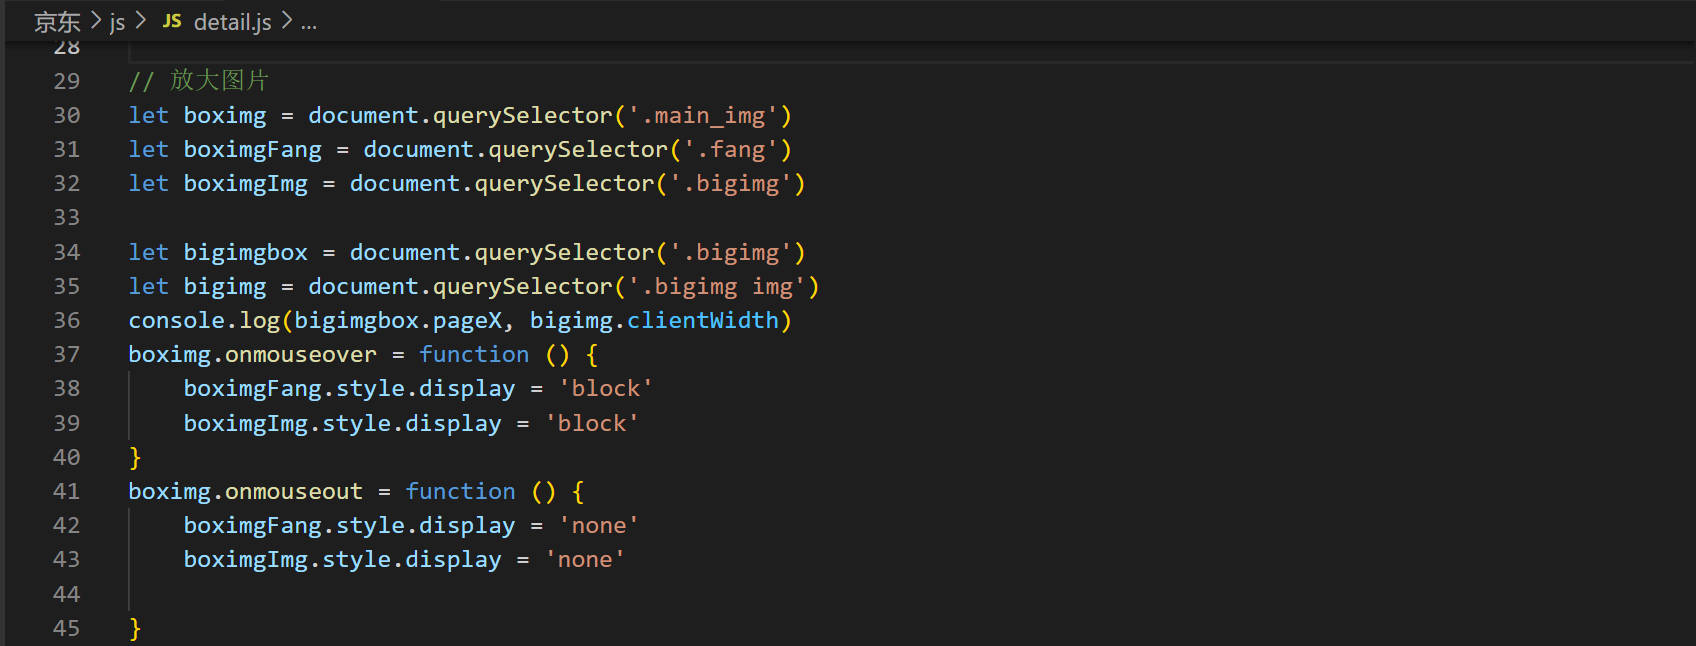 京东 > js > JS detail.js > ...
28
29 // 放大图片
30 let boximg = document.querySelector('.main_img')
31 let boximgFang = document.querySelector('.fang')
32 let boximgImg = document.querySelector('.bigimg')
33
34 let bigimgbox = document.querySelector('.bigimg')
35 let bigimg = document.querySelector('.bigimg img')
36 console.log(bigimgbox.pageX, bigimg.clientWidth)
37 boximg.onmouseover = function () {
38     boximgFang.style.display = 'block'
39     boximgImg.style.display = 'block'
40 }
41 boximg.onmouseout = function () {
42     boximgFang.style.display = 'none'
43     boximgImg.style.display = 'none'
44
45 }